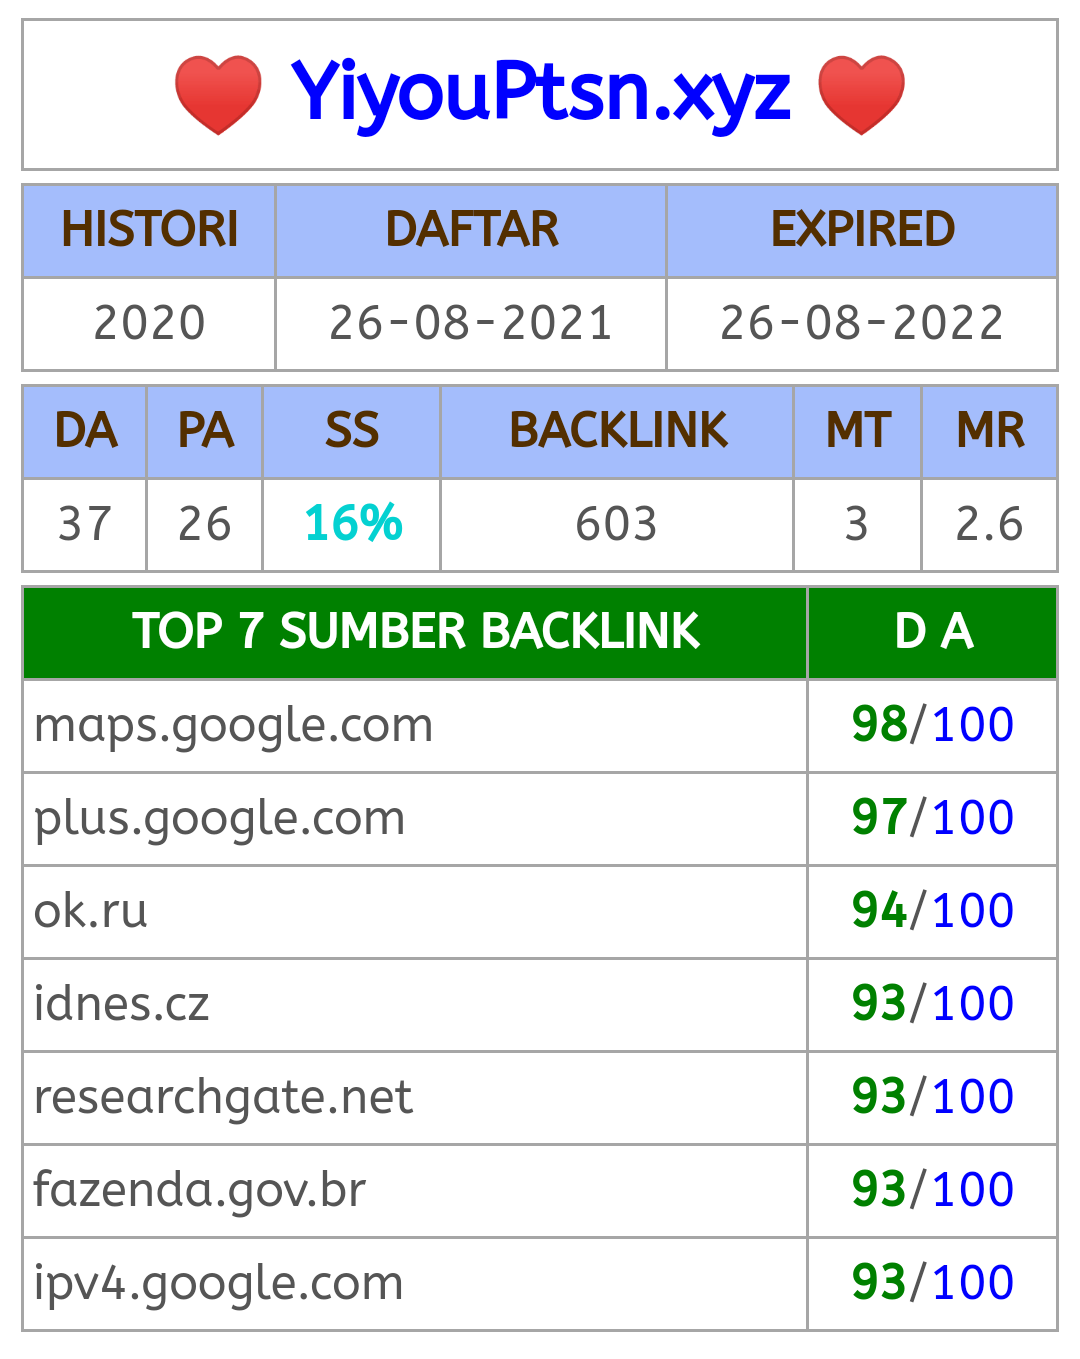 YiyouPtsn.xyz
HISTORI DAFTAR EXPIRED
2020 26-08-2021 26-08-2022
DA PA SS BACKLINK MT MR
37 26 16% 603 3 2.6
TOP 7 SUMBER BACKLINK D A
maps.google.com 98/100
plus.google.com 97/100
ok.ru 94/100
idnes.cz 93/100
researchgate.net 93/100
fazenda.gov.br 93/100
ipv4.google.com 93/100